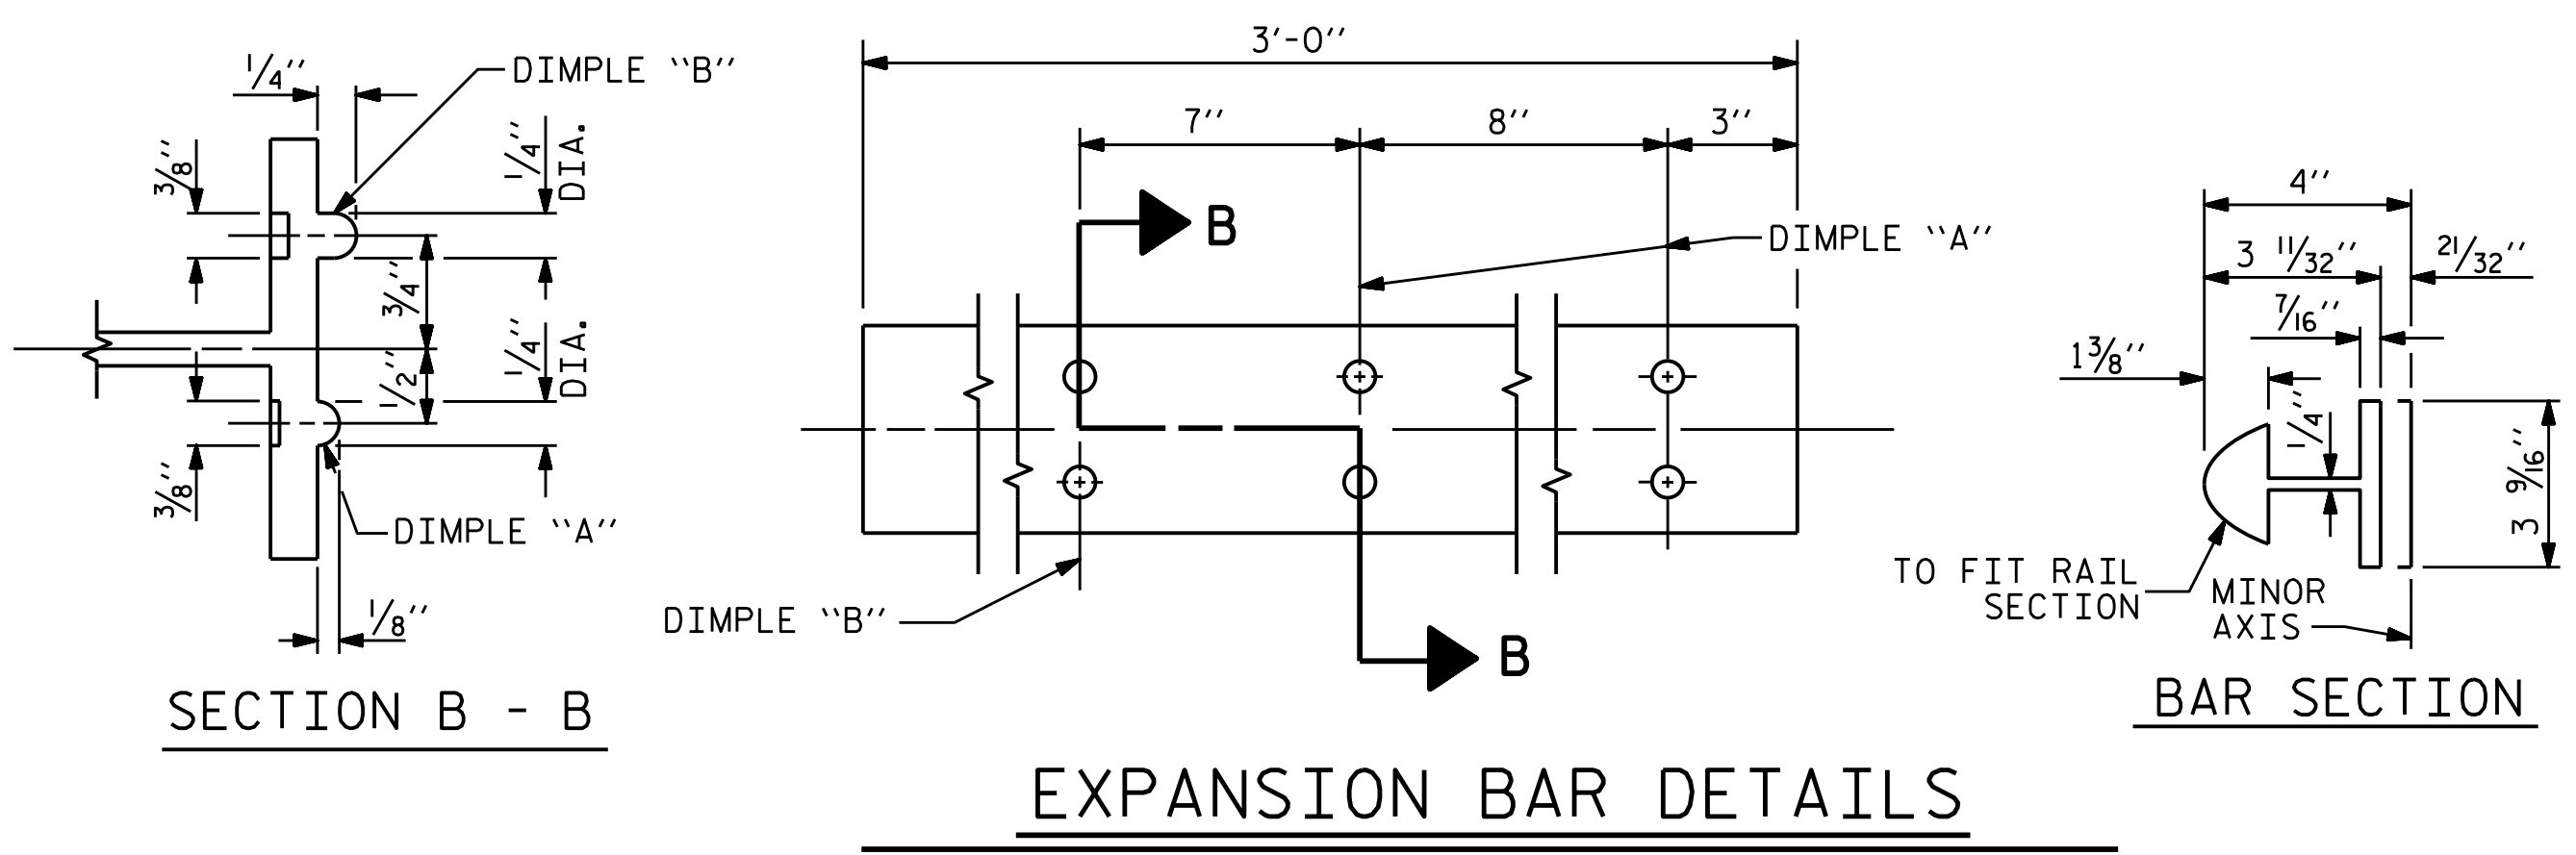 1/4''
DIMPLE "B"
3/8''
1/4'' DIA.
3/4''
1/2''
1/4'' DIA.
3/8''
DIMPLE "A"
1/8''
SECTION B - B
3'-0''
7''
8''
3''
B
DIMPLE "A"
DIMPLE "B"
B
EXPANSION BAR DETAILS
4''
3 11/32''
21/32''
7/16''
1 3/8''
1/4''
3 9/16''
TO FIT RAIL
SECTION
MINOR
AXIS
BAR SECTION